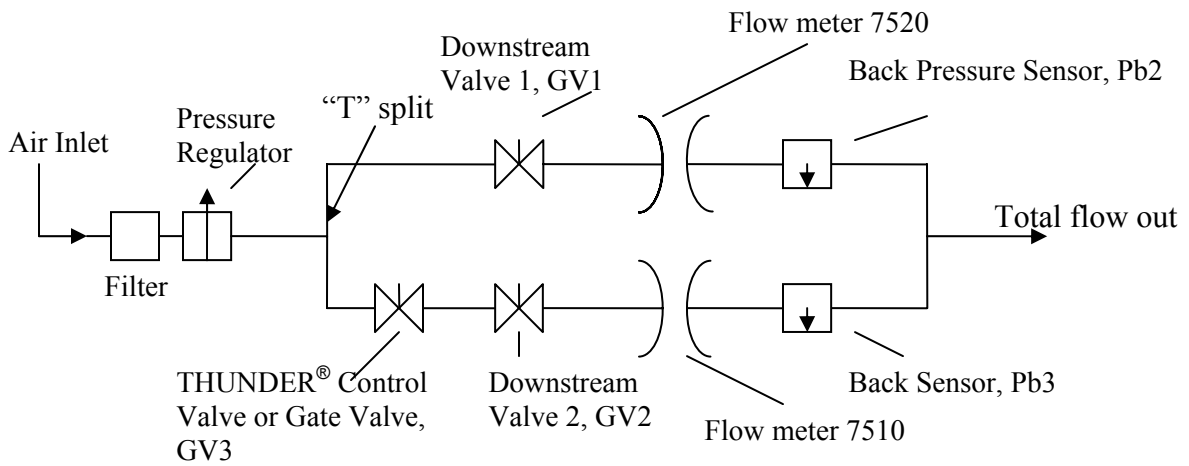 Flow meter 7520
Downstream
Valve 1, GV1
Back Pressure Sensor, Pb2
“T” split
Pressure
Regulator
Air Inlet
Total flow out
Filter
THUNDER® Control
Valve or Gate Valve,
GV3
Downstream
Valve 2, GV2
Back Sensor, Pb3
Flow meter 7510